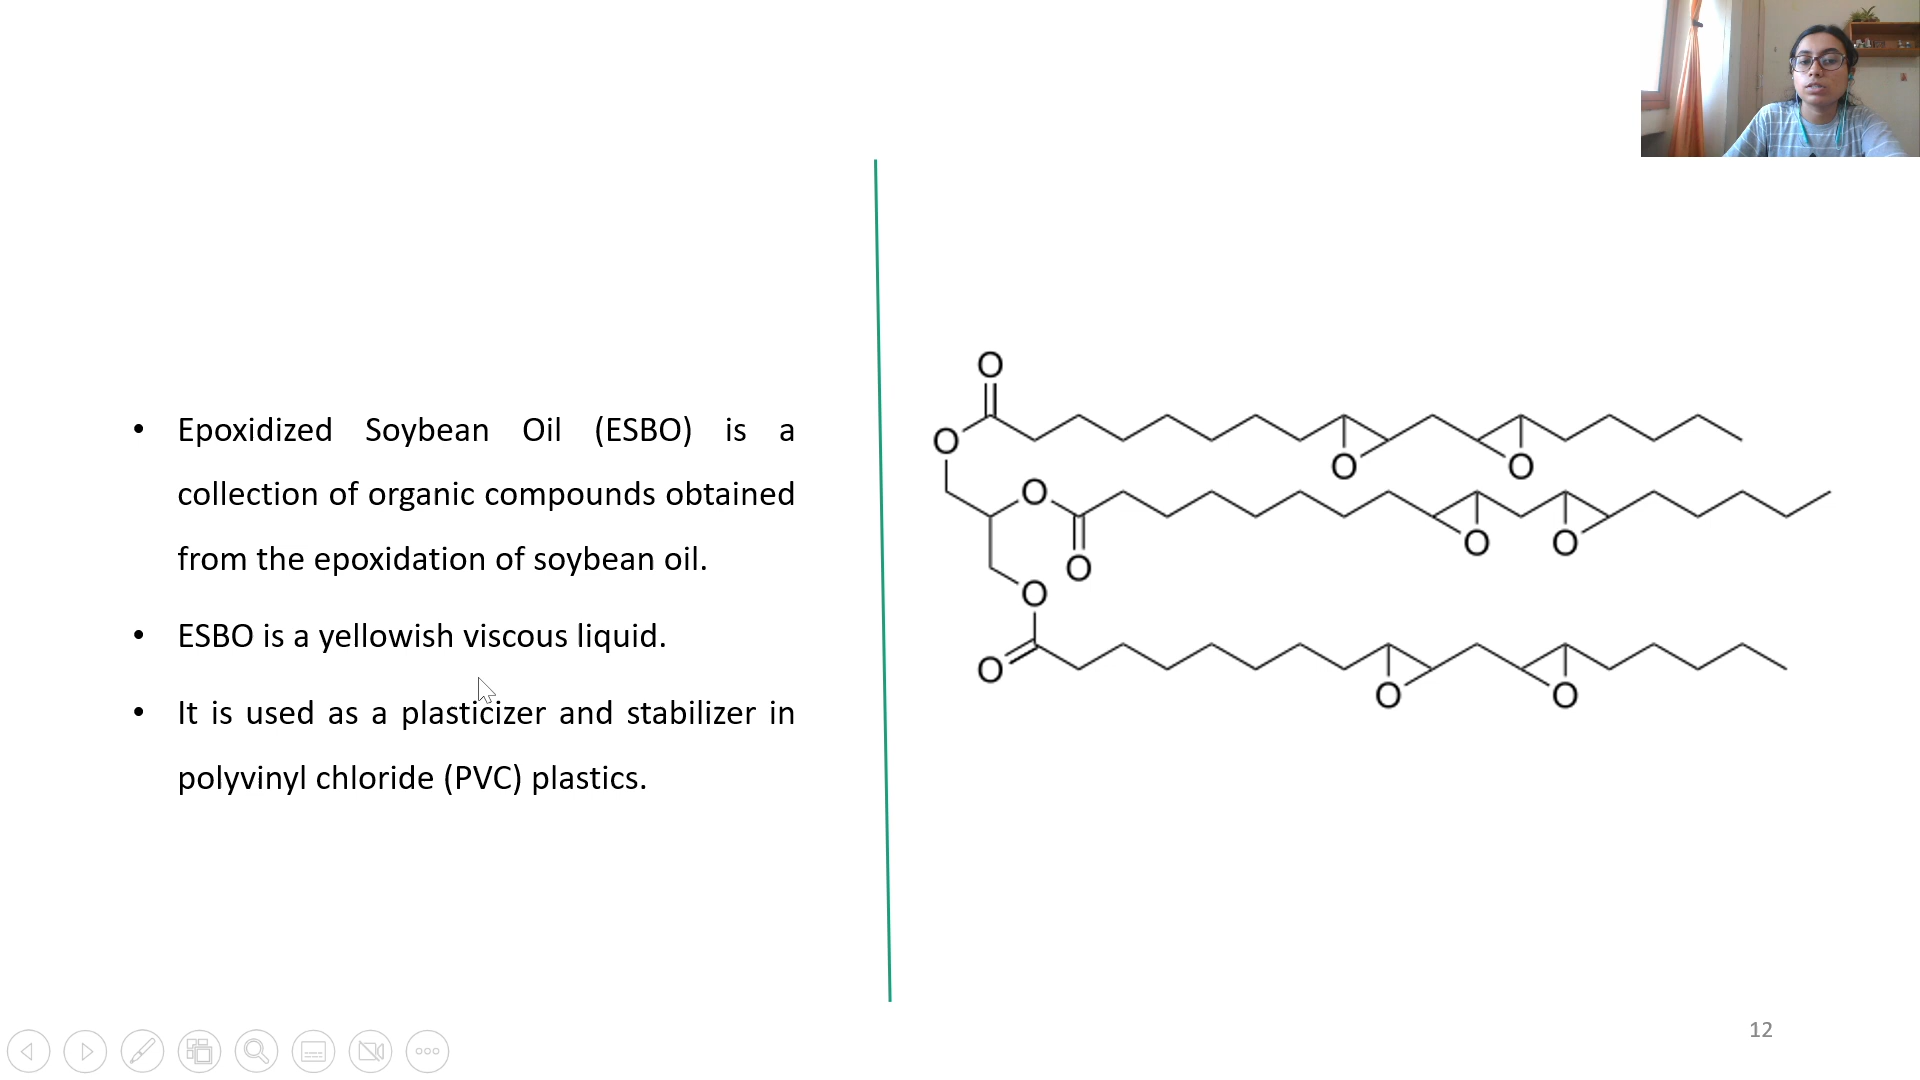 • Epoxidized Soybean Oil (ESBO) is a
collection of organic compounds obtained
from the epoxidation of soybean oil.
• ESBO is a yellowish viscous liquid.
• It is used as a plasticizer and stabilizer in
polyvinyl chloride (PVC) plastics.
O
O
O
O
O
O
O
O
O
O
O
O
12